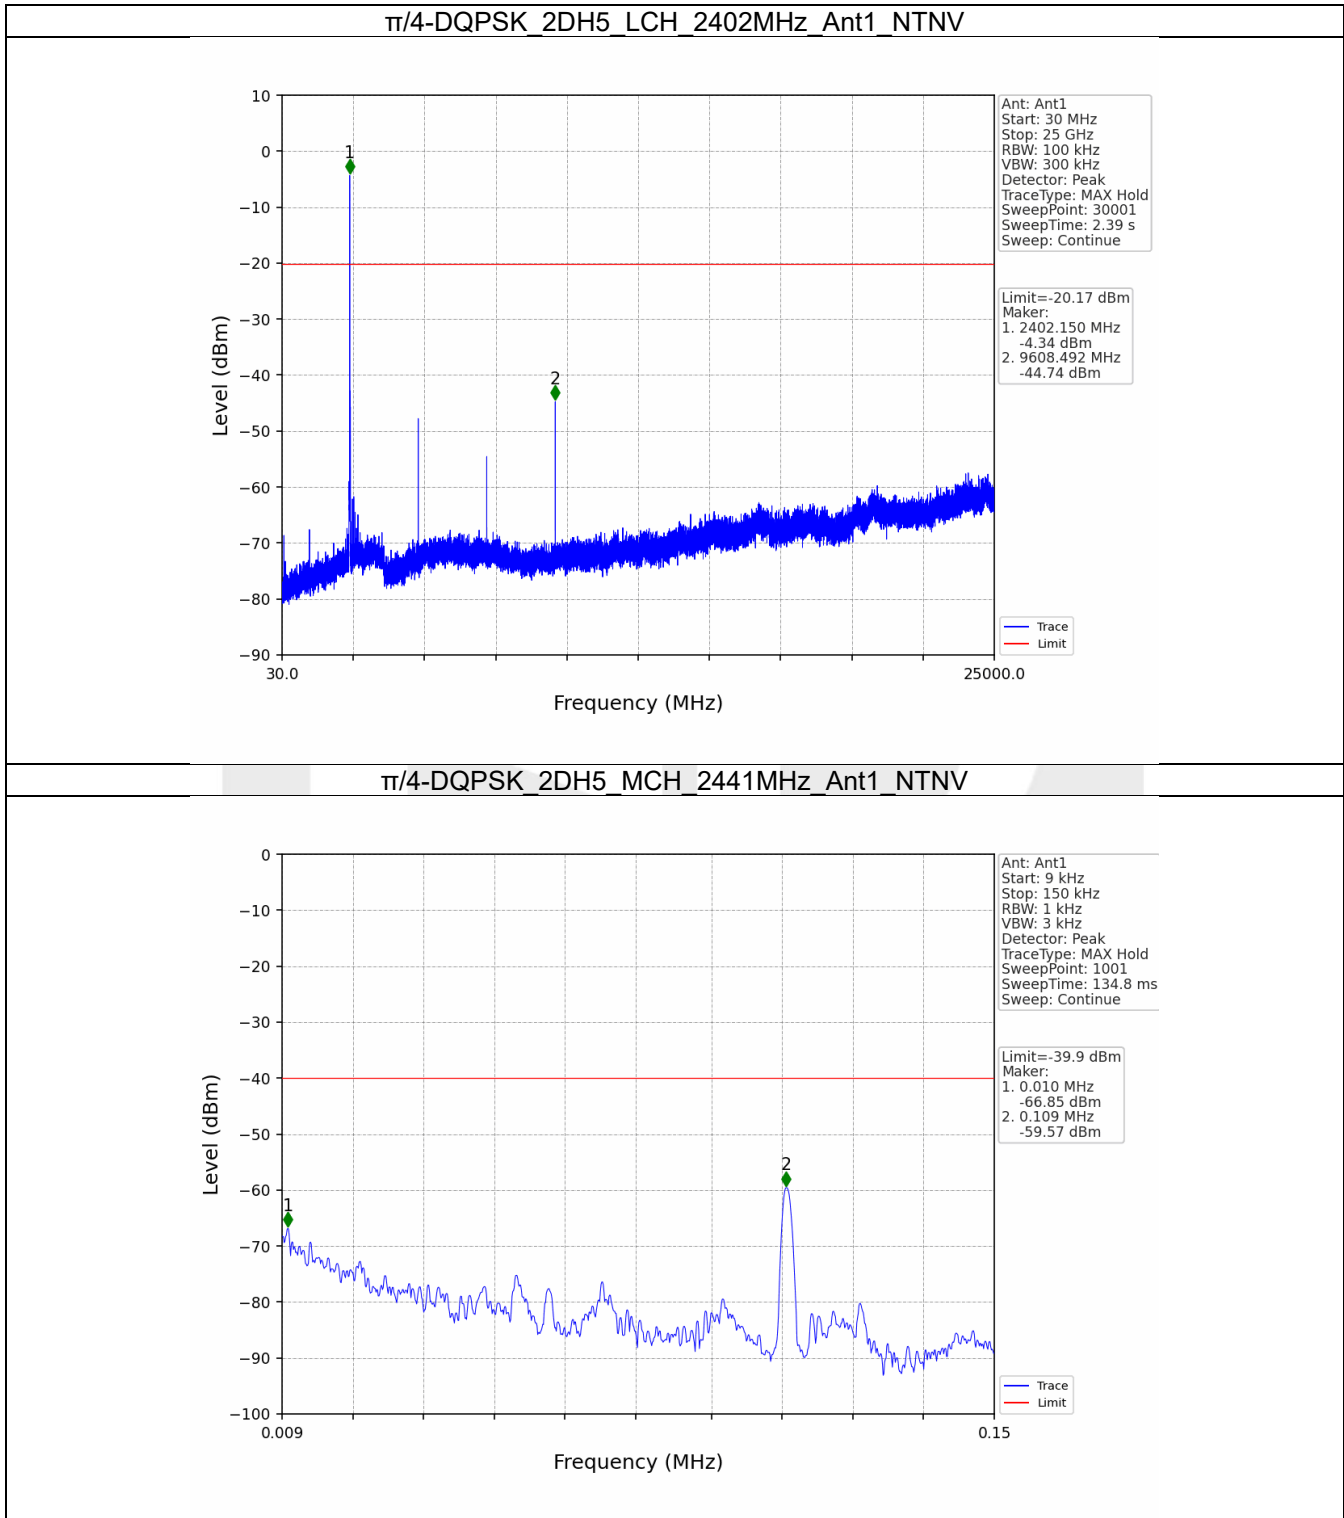 π/4-DQPSK_2DH5_LCH_2402MHz_Ant1_NTNV
10
0
−10
−20
−30
−40
−50
−60
−70
−80
−90
Level (dBm)
1
2
30.0
25000.0
Frequency (MHz)
Ant: Ant1
Start: 30 MHz
Stop: 25 GHz
RBW: 100 kHz
VBW: 300 kHz
Detector: Peak
TraceType: MAX Hold
SweepPoint: 30001
SweepTime: 2.39 s
Sweep: Continue
Limit=-20.17 dBm
Maker:
1. 2402.150 MHz
-4.34 dBm
2. 9608.492 MHz
-44.74 dBm
Trace
Limit
π/4-DQPSK_2DH5_MCH_2441MHz_Ant1_NTNV
0
−10
−20
−30
−40
−50
−60
−70
−80
−90
−100
Level (dBm)
1
2
0.009
0.15
Frequency (MHz)
Ant: Ant1
Start: 9 kHz
Stop: 150 kHz
RBW: 1 kHz
VBW: 3 kHz
Detector: Peak
TraceType: MAX Hold
SweepPoint: 1001
SweepTime: 134.8 ms
Sweep: Continue
Limit=-39.9 dBm
Maker:
1. 0.010 MHz
-66.85 dBm
2. 0.109 MHz
-59.57 dBm
Trace
Limit